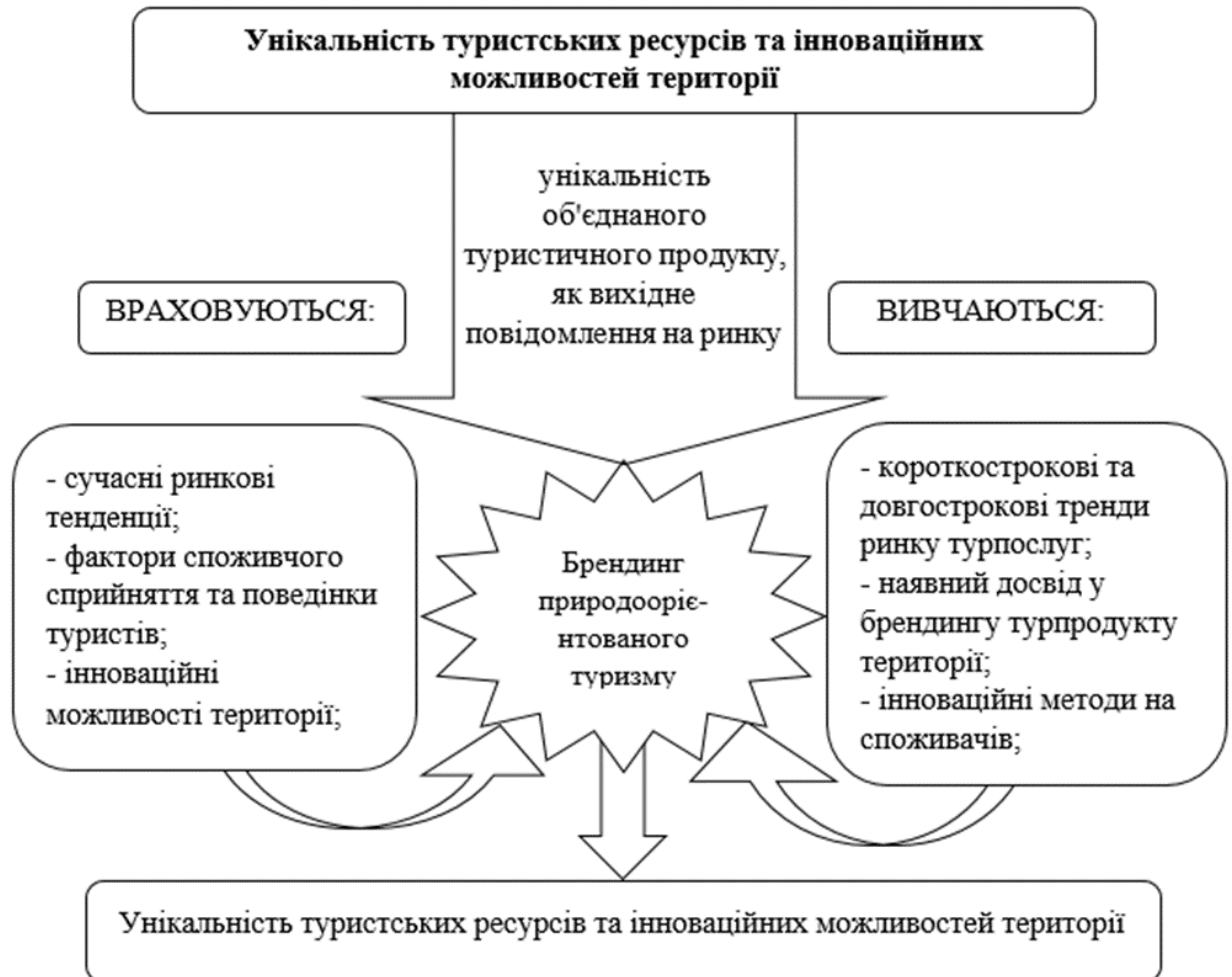 Унікальність туристських ресурсів та інноваційних
можливостей території
унікальність
об'єднаного
туристичного продукту,
як вихідне
повідомлення на ринку
ВРАХОВУЮТЬСЯ:
- сучасні ринкові
тенденції;
- фактори споживчого
сприйняття та поведінки
туристів;
- інноваційні
можливості території;
Брендинг
природооріє-
нтованого
туризму
ВИВЧАЮТЬСЯ:
- короткострокові та
довгострокові тренди
ринку турпослуг;
- наявний досвід у
брендингу турпродукту
території;
- інноваційні методи на
споживачів;
Унікальність туристських ресурсів та інноваційних можливостей території